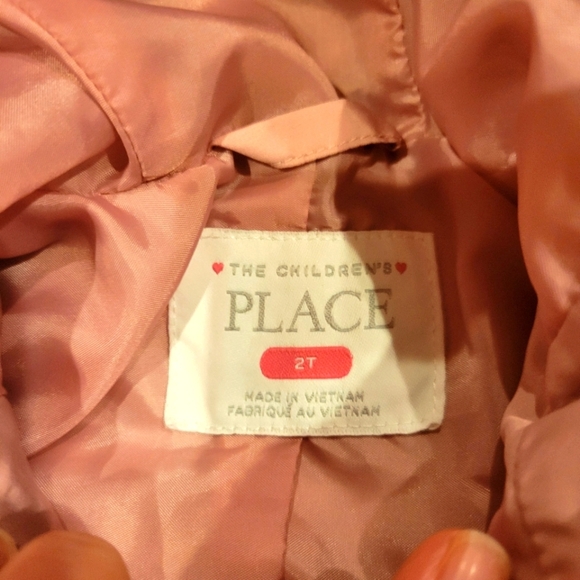 THE CHILDREN'S
PLACE
2T
MADE IN VIETNAM
FABRIQUÉ AU VIETNAM